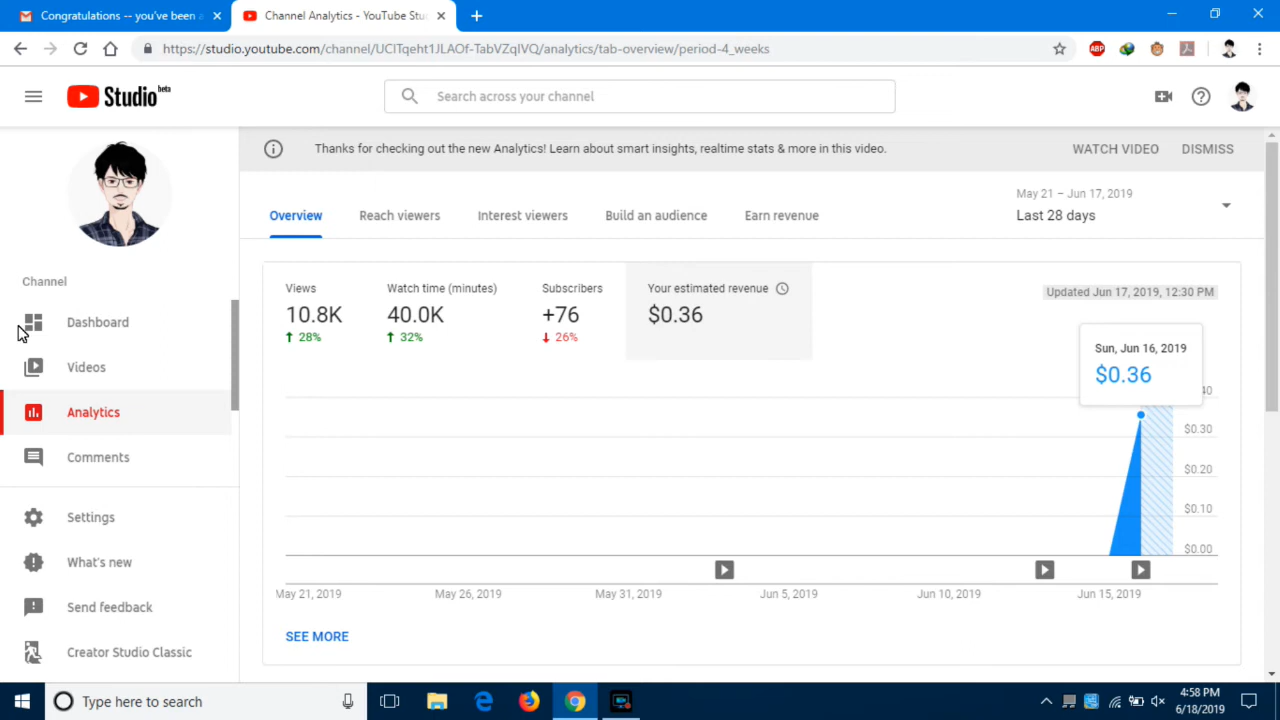 Congratulations -- you've been a
Channel Analytics - YouTube Stu
https://studio.youtube.com/channel/UCITqeht1JLAOf-TabVZqIVQ/analytics/tab-overview/period-4_weeks
ABP
Studio beta
Search across your channel
Thanks for checking out the new Analytics! Learn about smart insights, realtime stats & more in this video.
WATCH VIDEO
DISMISS
Overview
Reach viewers
Interest viewers
Build an audience
Earn revenue
May 21 – Jun 17, 2019
Last 28 days
Channel
Dashboard
Videos
Analytics
Comments
Settings
What's new
Send feedback
Creator Studio Classic
Views
10.8K
28%
Watch time (minutes)
40.0K
32%
Subscribers
+76
26%
Your estimated revenue
$0.36
Updated Jun 17, 2019, 12:30 PM
Sun, Jun 16, 2019
$0.36
40
$0.30
$0.20
$0.10
$0.00
May 21, 2019
May 26, 2019
May 31, 2019
Jun 5, 2019
Jun 10, 2019
Jun 15, 2019
SEE MORE
Type here to search
4:58 PM
6/18/2019